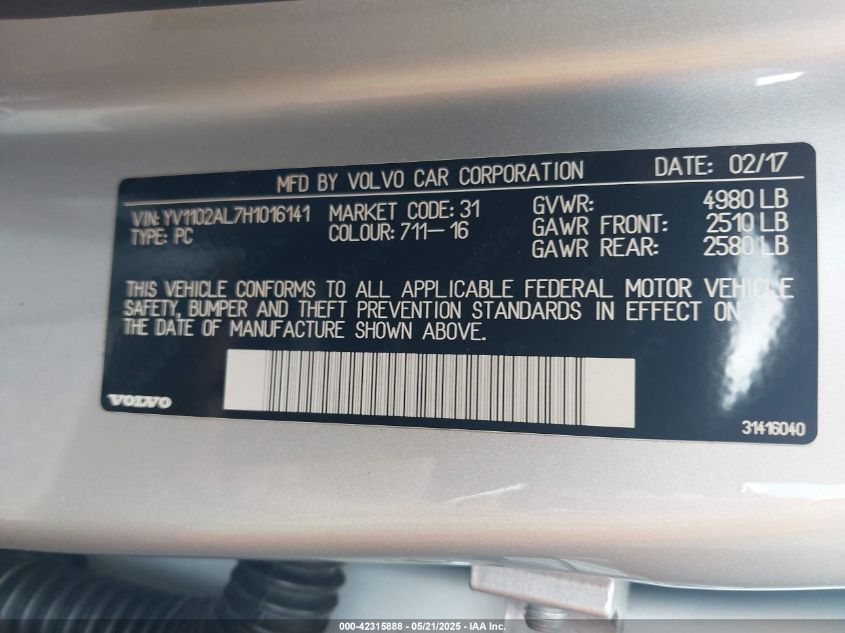 MFD BY VOLVO CAR CORPORATION DATE: 02/17
VIN: YV1102AL7H1016141 MARKET CODE: 31 GVWR: 4980 LB
TYPE: PC COLOUR: 711-16 GAWR FRONT: 2510 LB
GAWR REAR: 2580 LB
THIS VEHICLE CONFORMS TO ALL APPLICABLE FEDERAL MOTOR VEHICLE
SAFETY, BUMPER AND THEFT PREVENTION STANDARDS IN EFFECT ON
THE DATE OF MANUFACTURE SHOWN ABOVE.
VOLVO
31416040
000-42315888 - 05/21/2025 - IAA Inc.